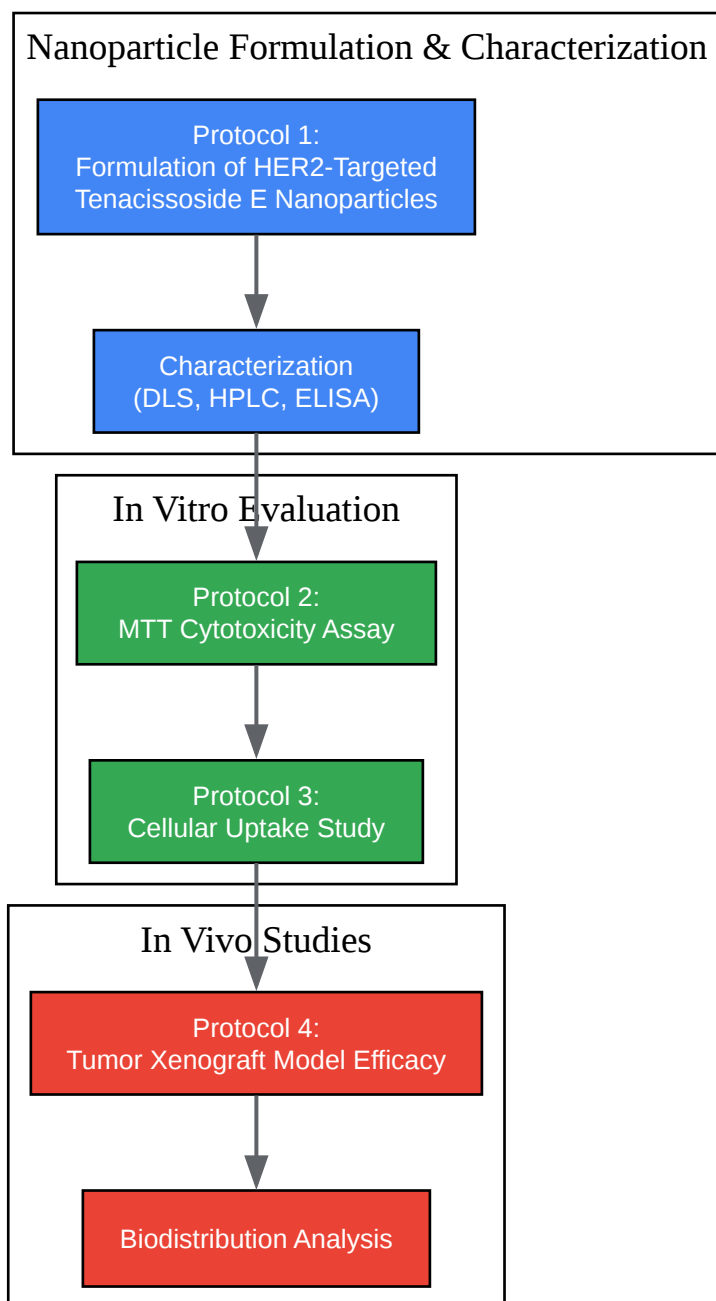 Nanoparticle Formulation & Characterization
Protocol 1:
Formulation of HER2-Targeted
Tenacissoside E Nanoparticles
Characterization
(DLS, HPLC, ELISA)
In Vitro Evaluation
Protocol 2:
MTT Cytotoxicity Assay
Protocol 3:
Cellular Uptake Study
In Vivo Studies
Protocol 4:
Tumor Xenograft Model Efficacy
Biodistribution Analysis